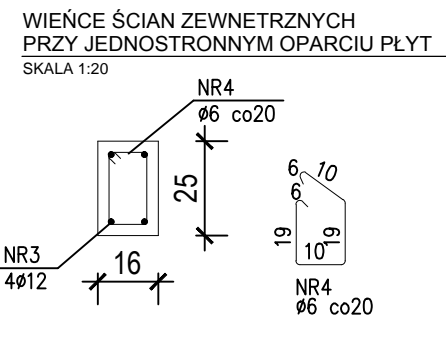 WIEŃCE ŚCIAN ZEWNETRZNYCH
PRZY JEDNOSTRONNYM OPARCIU PŁYT
SKALA 1:20
NR4
ø6 co20
25
NR3
4ø12
16
6
10
6
19
10
19
NR4
ø6 co20